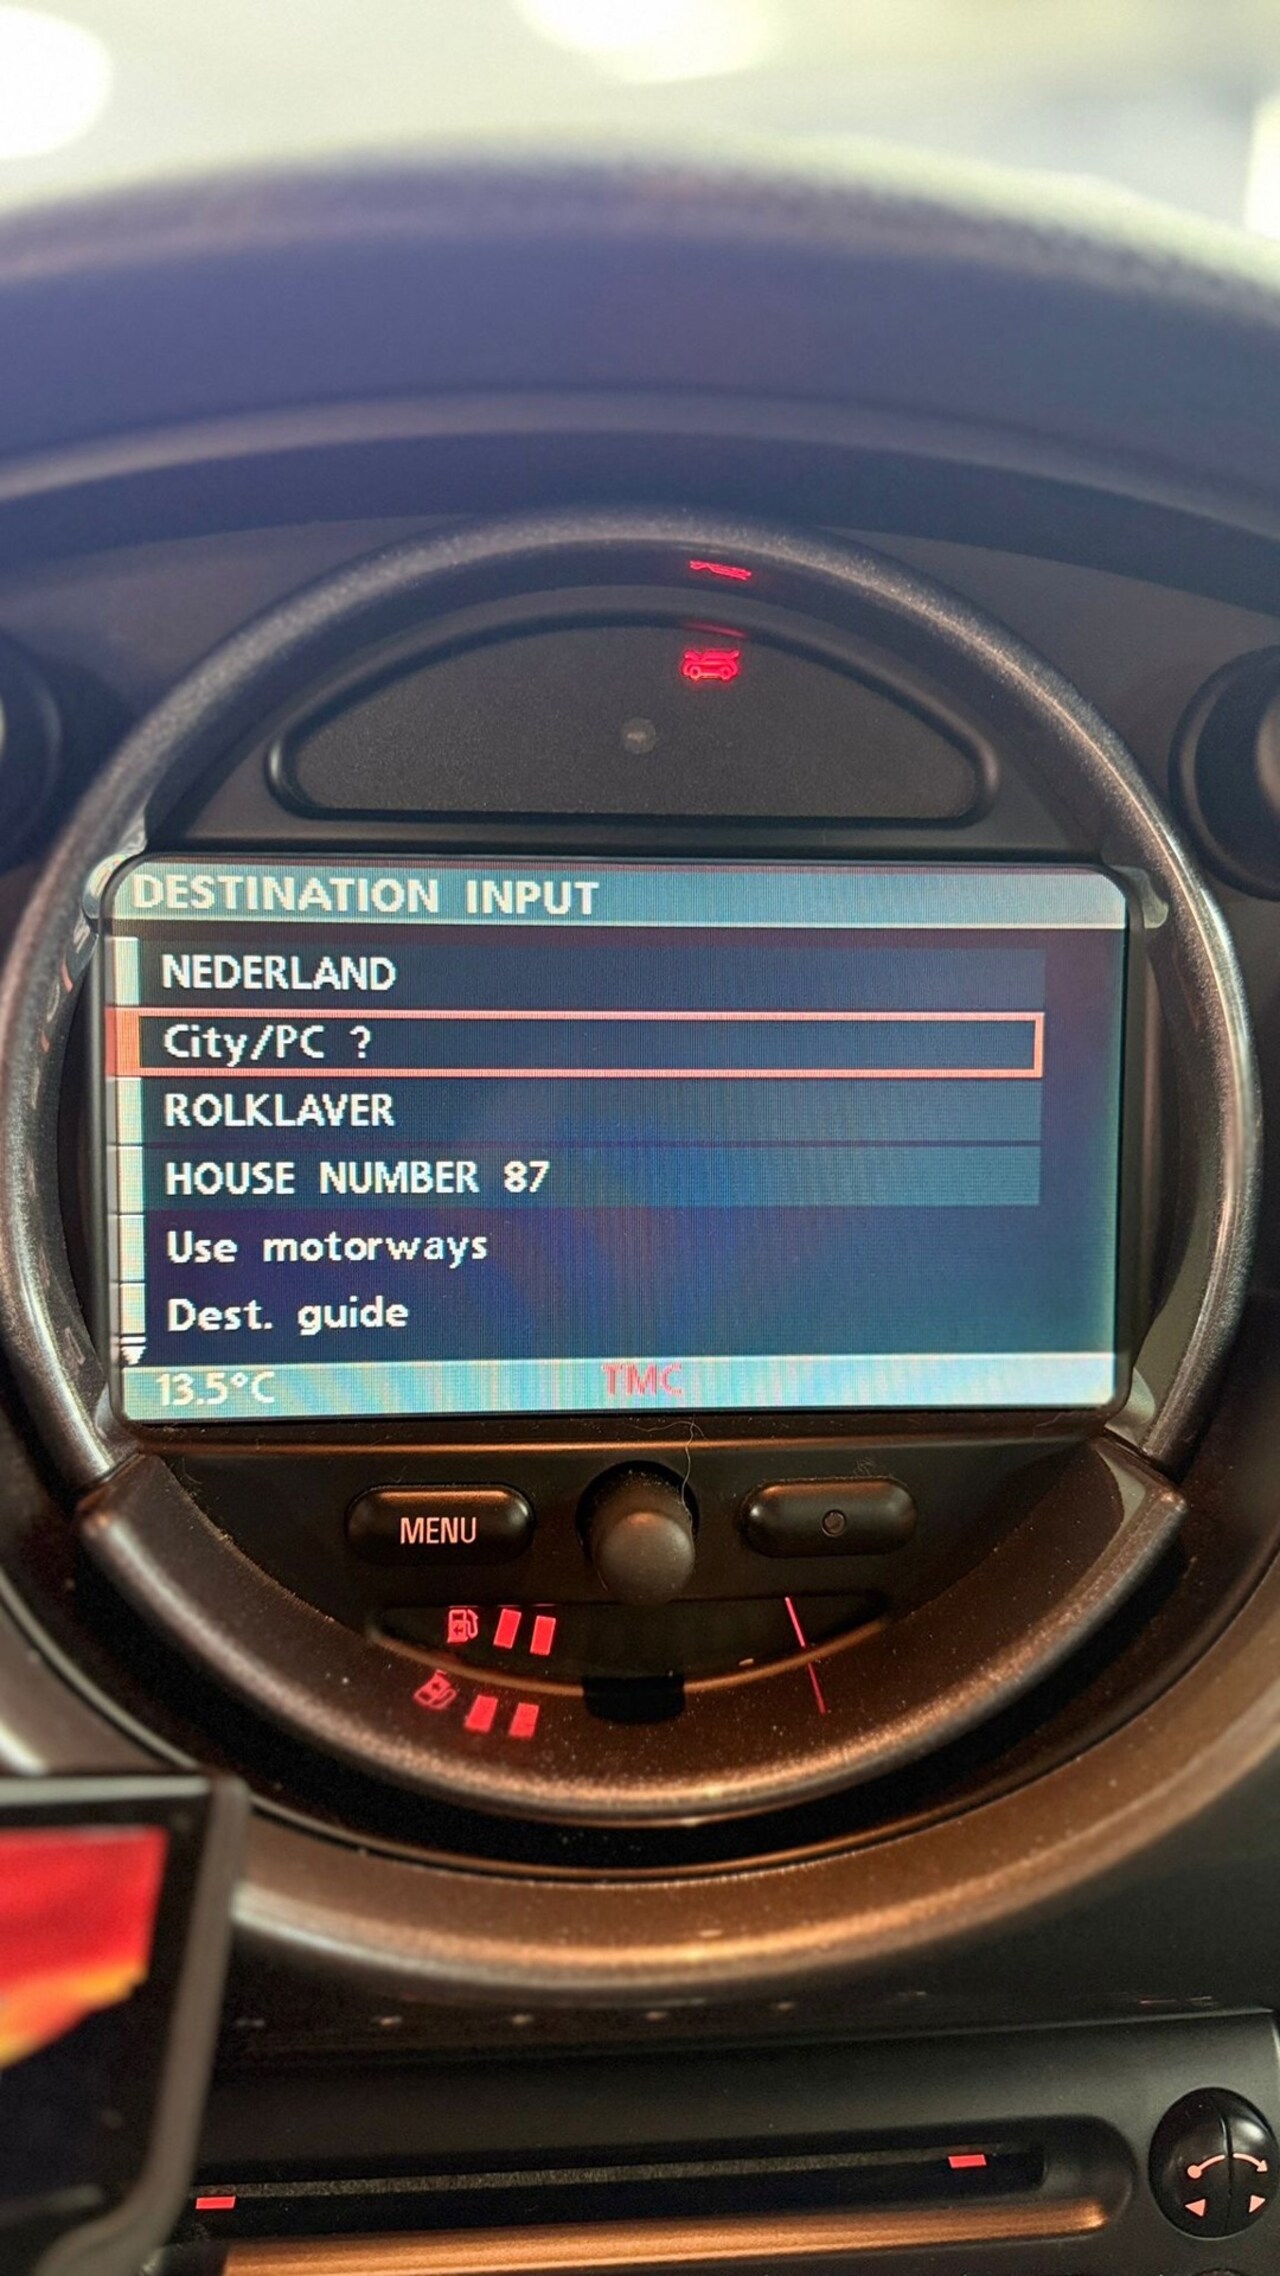 DESTINATION INPUT
NEDERLAND
City/PC ?
ROLKLAVER
HOUSE NUMBER 87
Use motorways
Dest. guide
13.5°C TMC
MENU